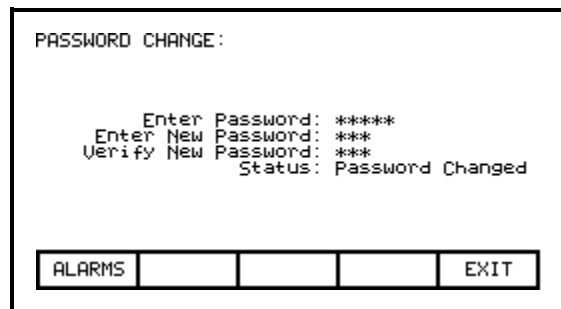 PASSWORD CHANGE:
Enter Password: *****
Enter New Password: ***
Verify New Password: ***
Status: Password Changed
ALARMS EXIT